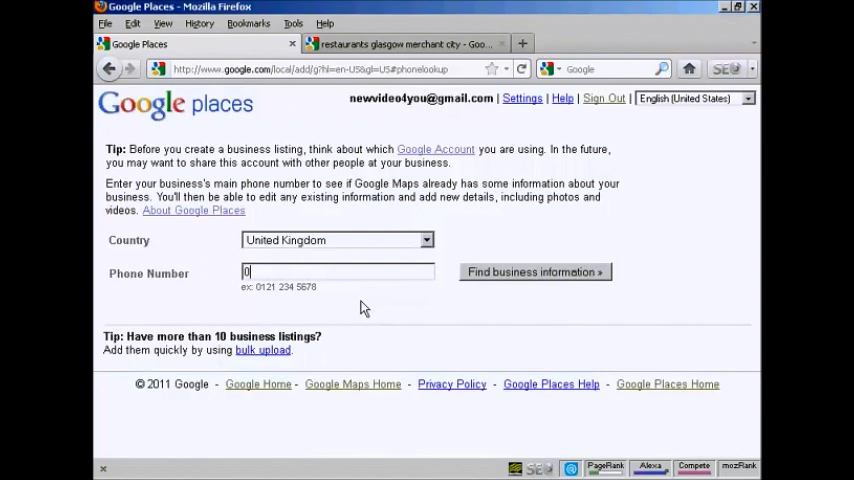 Google Places - Mozilla Firefox
File Edit View History Bookmarks Tools Help
Google Places × restaurants glasgow merchant city - Goo... × +
http://www.google.com/local/add/g?hl=en-US&gl=US#phonelookup Google SEO
Google places newvideo4you@gmail.com | Settings | Help | Sign Out | English (United States)
Tip: Before you create a business listing, think about which Google Account you are using. In the future,
you may want to share this account with other people at your business.
Enter your business's main phone number to see if Google Maps already has some information about your
business. You'll then be able to edit any existing information and add new details, including photos and
videos. About Google Places
Country United Kingdom
Phone Number 0 Find business information »
ex: 0121 234 5678
Tip: Have more than 10 business listings?
Add them quickly by using bulk upload.
© 2011 Google - Google Home - Google Maps Home - Privacy Policy - Google Places Help - Google Places Home
× SEO @ PageRank Alexa Compete mozRank